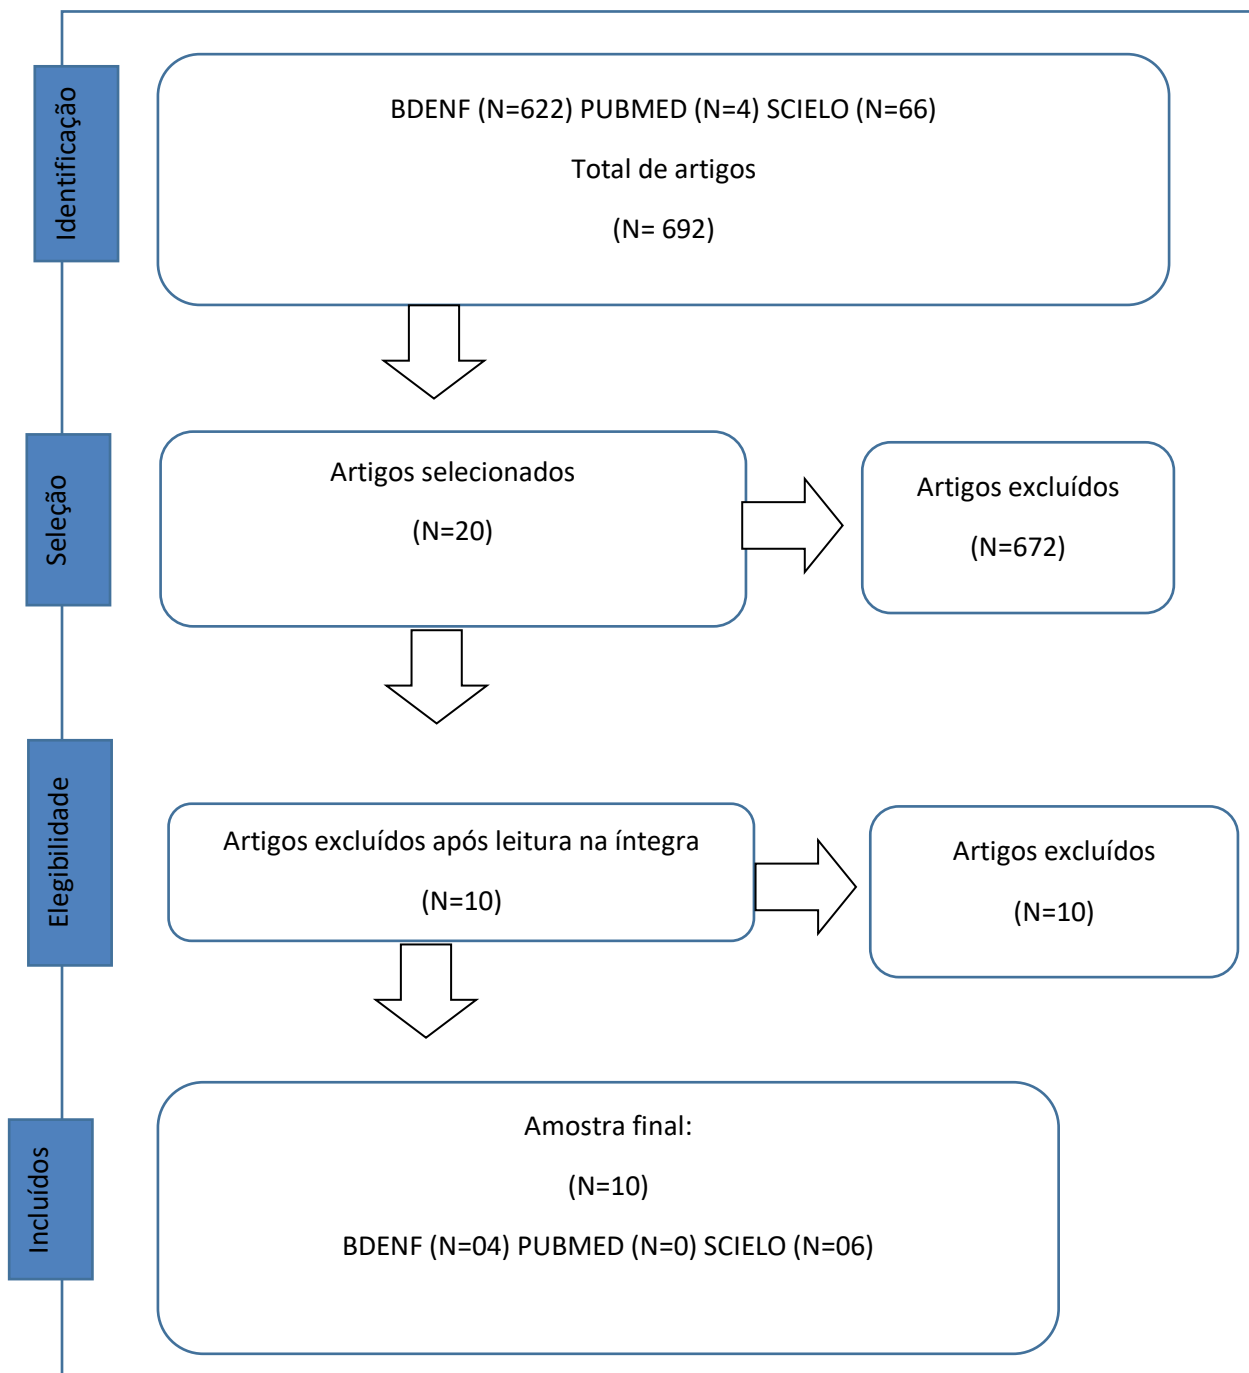 Identificação
BDENF (N=622) PUBMED (N=4) SCIELO (N=66)
Total de artigos
(N= 692)
Seleção
Artigos selecionados
(N=20)
Artigos excluídos
(N=672)
Elegibilidade
Artigos excluídos após leitura na íntegra
(N=10)
Artigos excluídos
(N=10)
Incluídos
Amostra final:
(N=10)
BDENF (N=04) PUBMED (N=0) SCIELO (N=06)